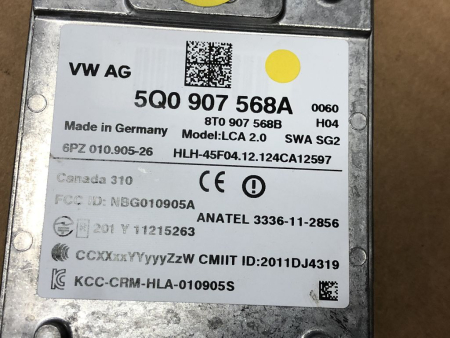 VW AG
5Q0 907 568A 0060
8T0 907 568B H04
Made in Germany Model:LCA 2.0 SWA SG2
6PZ 010.905-26 HLH-45F04.12.124CA12597
Canada 310
CE
FCC ID: NBG010905A
ANATEL 3336-11-2856
201 Y 11215263
CCXXxxYYyyyZzW CMIIT ID:2011DJ4319
KCC-CRM-HLA-010905S